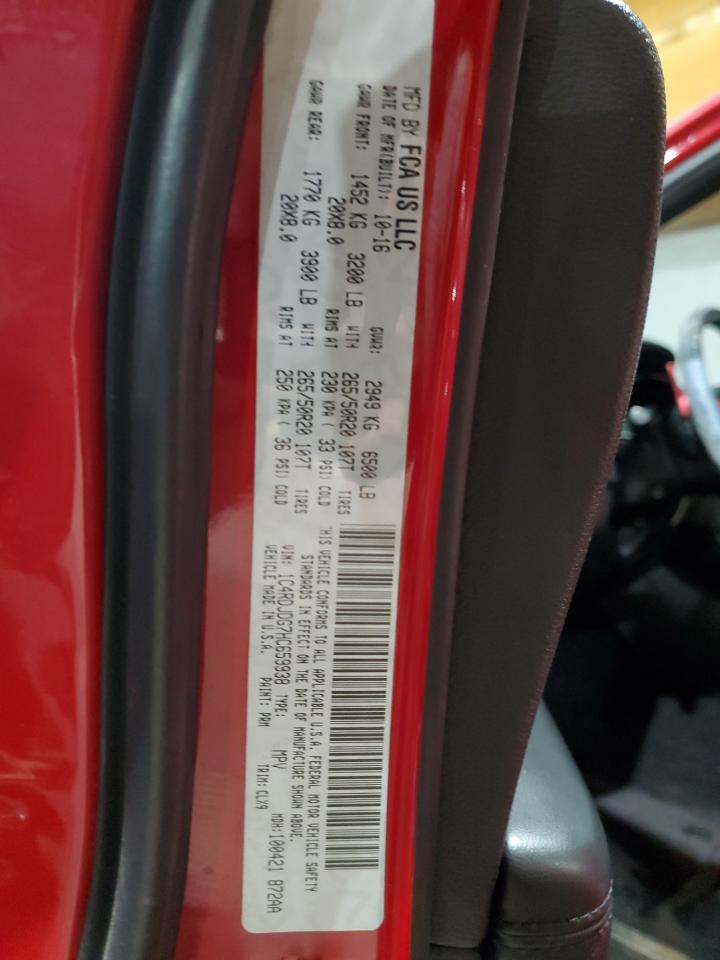 MFD BY FCA US LLC
DATE OF MFR(BUILT): 10-16 GVWR: 2949 KG 6500 LB
GAWR FRONT: 1452 KG 3200 LB WITH 265/50R20 107T TIRES
20X8.0 RIMS AT 230 KPA ( 33 PSI) COLD
GAWR REAR: 1770 KG 3900 LB WITH 265/50R20 107T TIRES
20X8.0 RIMS AT 250 KPA ( 36 PSI) COLD
THIS VEHICLE CONFORMS TO ALL APPLICABLE U.S.A. FEDERAL MOTOR VEHICLE SAFETY
STANDARDS IN EFFECT ON THE DATE OF MANUFACTURE SHOWN ABOVE.
VIN: 1C4RDJDG7HC659938 TYPE: MPV MDH:100421 872AA
VEHICLE MADE IN U.S.A. PAINT: PRM TRIM:CLX9